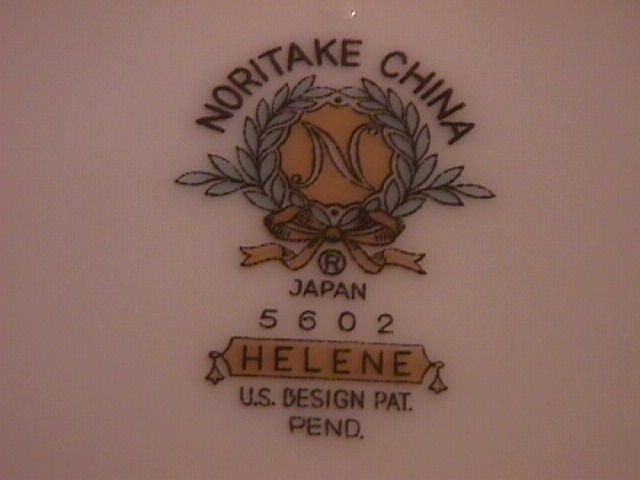 NORITAKE CHINA
N
®
JAPAN
5602
HELENE
U.S. DESIGN PAT.
PEND.